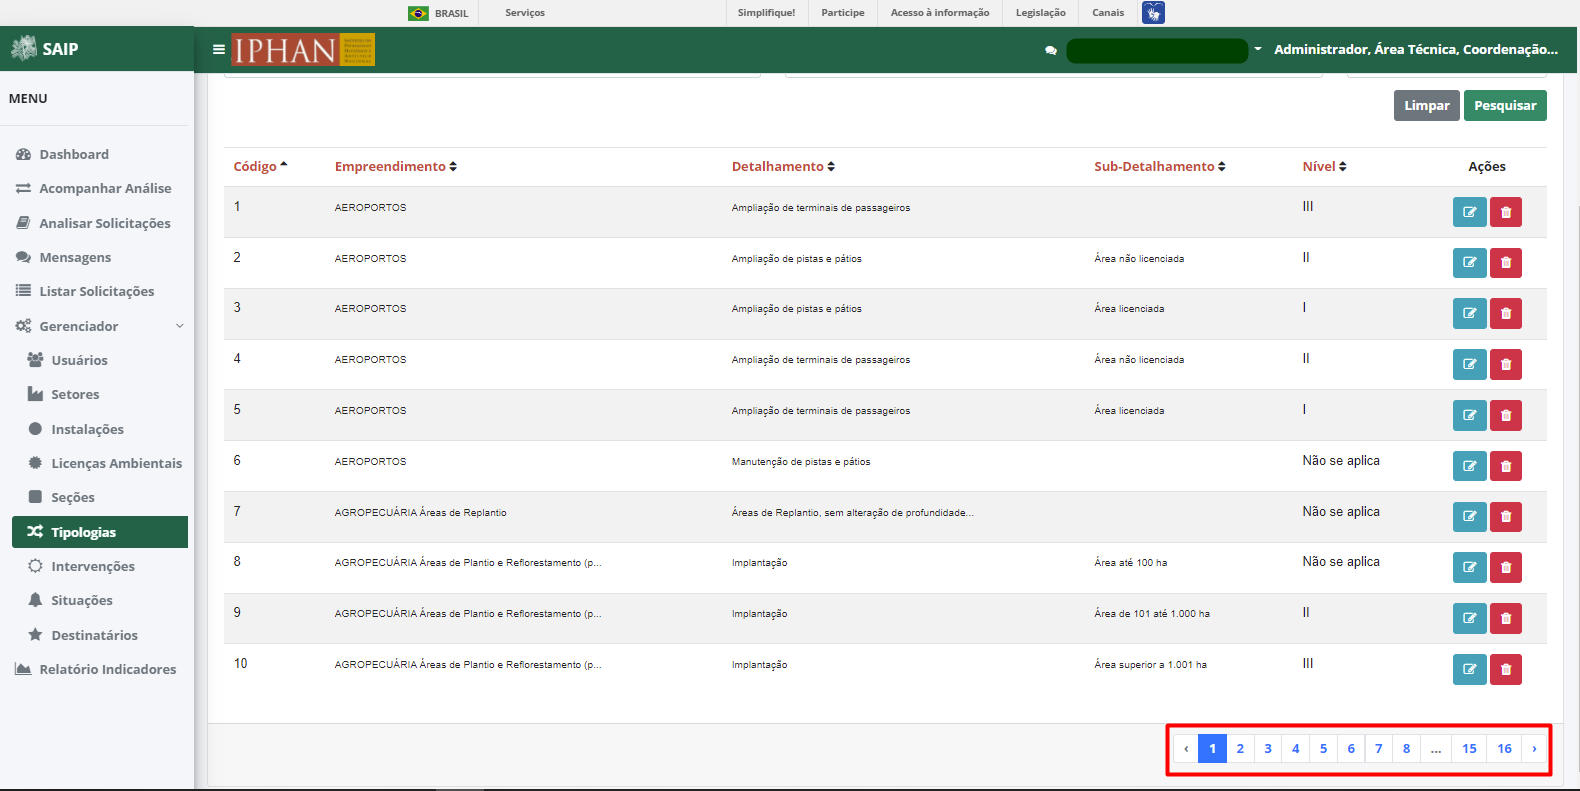 BRASIL Serviços Simplifique! Participe Acesso à informação Legislação Canais
SAIP
IPHAN
Administrador, Área Técnica, Coordenação...
MENU
Dashboard
Acompanhar Análise
Analisar Solicitações
Mensagens
Listar Solicitações
Gerenciador
Usuários
Setores
Instalações
Licenças Ambientais
Seções
Tipologias
Intervenções
Situações
Destinatários
Relatório Indicadores
Limpar Pesquisar
Código Empreendimento Detalhamento Sub-Detalhamento Nível Ações
1 AEROPORTOS Ampliação de terminais de passageiros III
2 AEROPORTOS Ampliação de pistas e pátios Área não licenciada II
3 AEROPORTOS Ampliação de pistas e pátios Área licenciada I
4 AEROPORTOS Ampliação de terminais de passageiros Área não licenciada II
5 AEROPORTOS Ampliação de terminais de passageiros Área licenciada I
6 AEROPORTOS Manutenção de pistas e pátios Não se aplica
7 AGROPECUÁRIA Áreas de Replantio Áreas de Replantio, sem alteração de profundidade... Não se aplica
8 AGROPECUÁRIA Áreas de Plantio e Reflorestamento (p... Implantação Área até 100 ha Não se aplica
9 AGROPECUÁRIA Áreas de Plantio e Reflorestamento (p... Implantação Área de 101 até 1.000 ha II
10 AGROPECUÁRIA Áreas de Plantio e Reflorestamento (p... Implantação Área superior a 1.001 ha III
‹ 1 2 3 4 5 6 7 8 ... 15 16 ›